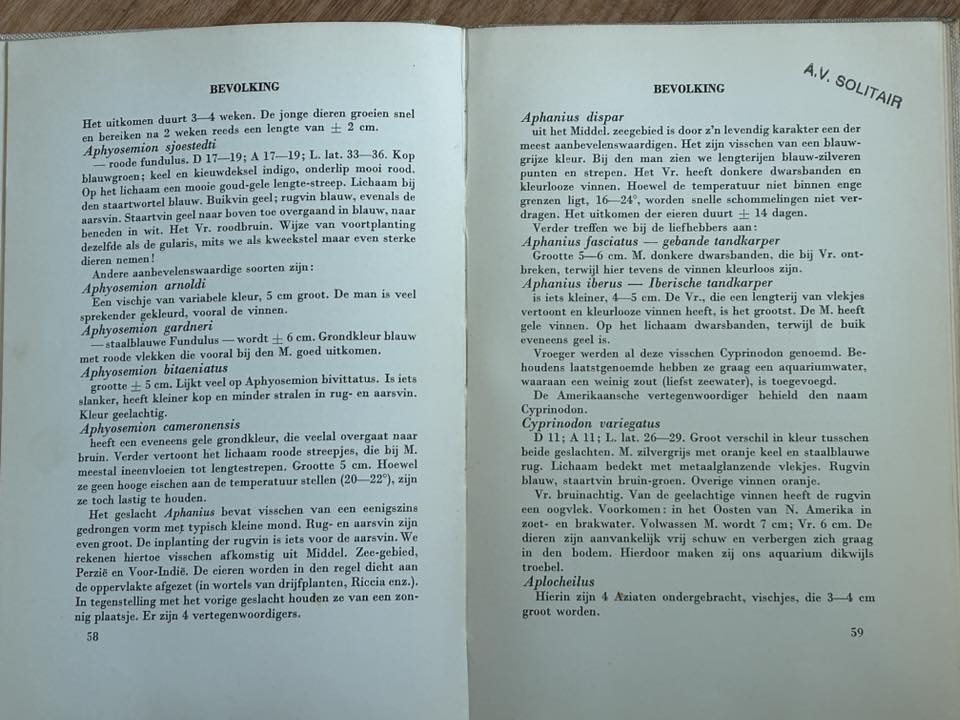 BEVOLKING
Het uitkomen duurt 3—4 weken. De jonge dieren groeien snel
en bereiken na 2 weken reeds een lengte van ± 2 cm.
Aphyosemion sjoestedti
— roode fundulus. D 17—19; A 17—19; L. lat. 33—36. Kop
blauwgroen; keel en kieuwdeksel indigo, onderlip mooi rood.
Op het lichaam een mooie goud-gele lengte-streep. Lichaam bij
den staartwortel blauw. Buikvin geel; rugvin blauw, evenals de
aarsvin. Staartvin geel naar boven toe overgaand in blauw, naar
beneden in wit. Het Vr. roodbruin. Wijze van voortplanting
dezelfde als de gularis, mits we als kweekstel maar even sterke
dieren nemen!
Andere aanbevelenswaardige soorten zijn:
Aphyosemion arnoldi
Een vischje van variabele kleur, 5 cm groot. De man is veel
sprekender gekleurd, vooral de vinnen.
Aphyosemion gardneri
—staalblauwe Fundulus — wordt ± 6 cm. Grondkleur blauw
met roode vlekken die vooral bij den M. goed uitkomen.
Aphyosemion bitaeniatus
grootte ± 5 cm. Lijkt veel op Aphyosemion bivittatus. Is iets
slanker, heeft kleiner kop en minder stralen in rug- en aarsvin.
Kleur geelachtig.
Aphyosemion cameronensis
heeft een eveneens gele grondkleur, die veelal overgaat naar
bruin. Verder vertoont het lichaam roode streepjes, die bij M.
meestal ineenvloeien tot lengtestrepen. Grootte 5 cm. Hoewel
ze geen hooge eischen aan de temperatuur stellen (20—22°), zijn
ze toch lastig te houden.
Het geslacht Aphanius bevat visschen van een eenigszins
gedrongen vorm met typisch kleine mond. Rug- en aarsvin zijn
even groot. De inplanting der rugvin is iets voor de aarsvin. We
rekenen hiertoe visschen afkomstig uit Middel. Zee-gebied,
Perzië en Voor-Indië. De eieren worden in den regel dicht aan
de oppervlakte afgezet (in wortels van drijfplanten, Riccia enz.).
In tegenstelling met het vorige geslacht houden ze van een zon-
nig plaatsje. Er zijn 4 vertegenwoordigers.
58
A.V. SOLITAIR
BEVOLKING
Aphanius dispar
uit het Middel. zeegebied is door z'n levendig karakter een der
meest aanbevelenswaardigen. Het zijn visschen van een blauw-
grijze kleur. Bij den man zien we lengterijen blauw-zilveren
punten en strepen. Het Vr. heeft donkere dwarsbanden en
kleurlooze vinnen. Hoewel de temperatuur niet binnen enge
grenzen ligt, 16—24°, worden snelle schommelingen niet ver-
dragen. Het uitkomen der eieren duurt ± 14 dagen.
Verder treffen we bij de liefhebbers aan:
Aphanius fasciatus — gebande tandkarper
Grootte 5—6 cm. M. donkere dwarsbanden, die bij Vr. ont-
breken, terwijl hier tevens de vinnen kleurloos zijn.
Aphanius iberus — Iberische tandkarper
is iets kleiner, 4—5 cm. De Vr., die een lengterij van vlekjes
vertoont en kleurlooze vinnen heeft, is het grootst. De M. heeft
gele vinnen. Op het lichaam dwarsbanden, terwijl de buik
eveneens geel is.
Vroeger werden al deze visschen Cyprinodon genoemd. Be-
houdens laatstgenoemde hebben ze graag een aquariumwater,
waaraan een weinig zout (liefst zeewater), is toegevoegd.
De Amerikaansche vertegenwoordiger behield den naam
Cyprinodon.
Cyprinodon variegatus
D 11; A 11; L. lat. 26—29. Groot verschil in kleur tusschen
beide geslachten. M. zilvergrijs met oranje keel en staalblauwe
rug. Lichaam bedekt met metaalglanzende vlekjes. Rugvin
blauw, staartvin bruin-groen. Overige vinnen oranje.
Vr. bruinachtig. Van de geelachtige vinnen heeft de rugvin
een oogvlek. Voorkomen: in het Oosten van N. Amerika in
zoet- en brakwater. Volwassen M. wordt 7 cm; Vr. 6 cm. De
dieren zijn aanvankelijk vrij schuw en verbergen zich graag
in den bodem. Hierdoor maken zij ons aquarium dikwijls
troebel.
Aplocheilus
Hierin zijn 4 Aziaten ondergebracht, vischjes, die 3—4 cm
groot worden.
59